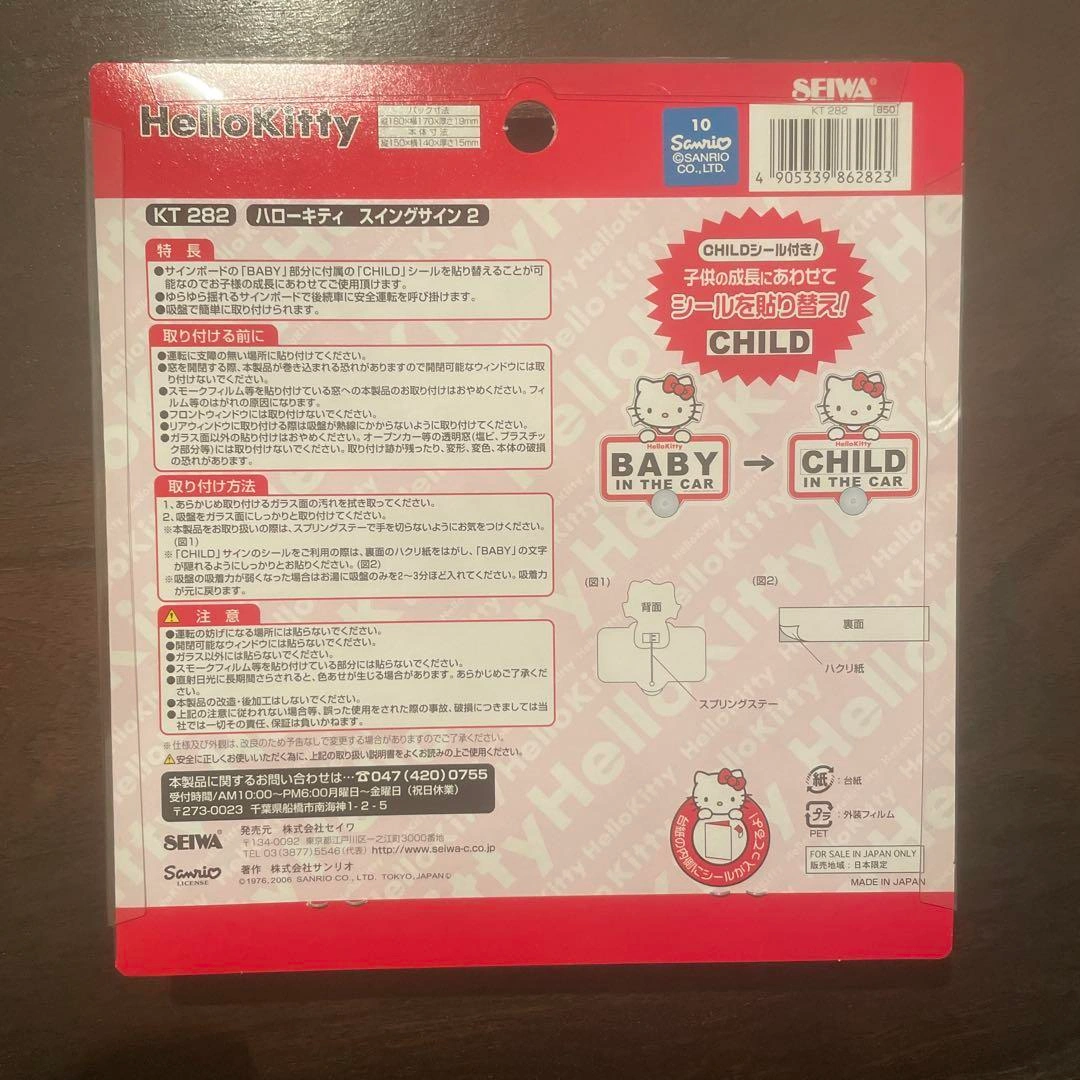 HelloKitty
パック寸法
縦180×横170×厚さ19mm
本体寸法
縦150×横140×厚さ15mm
SEIWA®
10
Sanrio
©SANRIO
CO.,LTD.
KT 282
850
4 905339 862823
KT 282 ハローキティ スイングサイン 2
特長
●サインボードの「BABY」部分に付属の「CHILD」シールを貼り替えることが可
能なのでお子様の成長にあわせてご使用頂けます。
●ゆらゆら揺れるサインボードで後続車に安全運転を呼び掛けます。
●吸盤で簡単に取り付けられます。
CHILDシール付き!
子供の成長にあわせて
シールを貼り替え!
CHILD
取り付ける前に
●運転に支障の無い場所に貼り付けてください。
●窓を開閉する際、本製品が巻き込まれる恐れがありますので開閉可能なウィンドウには取
り付けないでください。
●スモークフィルム等を貼り付けている窓への本製品のお取り付けはおやめください。フィ
ルム等のはがれの原因になります。
●フロントウィンドウには取り付けないでください。
●リアウィンドウに取り付ける際は吸盤が熱線にかからないように取り付けてください。
●ガラス面以外の貼り付けはおやめください。オープンカー等の透明窓(塩ビ、プラスチッ
ク部分等)には取り付けないでください。取り付け跡が残ったり、変形、変色、本体の破損
の恐れがあります。
HelloKitty
BABY
IN THE CAR
→
HelloKitty
CHILD
IN THE CAR
取り付け方法
1、あらかじめ取り付けるガラス面の汚れを拭き取ってください。
2、吸盤をガラス面にしっかりと取り付けてください。
※本製品をお取り扱いの際は、スプリングステーで手を切らないようにお気をつけください。
(図1)
※「CHILD」サインのシールをご利用の際は、裏面のハクリ紙をはがし、「BABY」の文字
が隠れるようにしっかりとお貼りください。(図2)
※吸盤の吸着力が弱くなった場合はお湯に吸盤のみを2〜3分ほど入れてください。吸着力
が元に戻ります。
(図1)
背面
スプリングステー
(図2)
裏面
ハクリ紙
⚠ 注意
●運転の妨げになる場所には貼らないでください。
●開閉可能なウィンドウには貼らないでください。
●ガラス以外には貼らないでください。
●スモークフィルム等を貼り付けている部分には貼らないでください。
●直射日光に長期間さらされると、色あせが生じる場合があります。あらかじめご了承くだ
さい。
●本製品の改造・後加工はしないでください。
●上記の注意に従われない場合等、誤った使用をされた際の事故、破損につきましては当
社では一切その責任、保証は負いかねます。
※仕様及び外観は、改良のため予告なしで変更する場合がありますのでご了承ください。
⚠安全に正しくお使いいただく為に、上記の取り扱い説明書をよくお読みの上ご使用ください。
本製品に関するお問い合わせは…☎047(420)0755
受付時間/AM10:00〜PM6:00月曜日〜金曜日(祝日休業)
〒273-0023 千葉県船橋市南海神1-2-5
SEIWA®
発売元 株式会社セイワ
〒134-0092 東京都江戸川区一之江町3000番地
TEL 03(3877)5546(代表) http://www.seiwa-c.co.jp
Sanrio
LICENSE
著作 株式会社サンリオ
©1976, 2006 SANRIO CO., LTD. TOKYO, JAPAN©
台紙の内側にシールが入ってるよ!
紙:台紙
プラ:外装フィルム
PET
FOR SALE IN JAPAN ONLY
販売地域:日本限定
MADE IN JAPAN